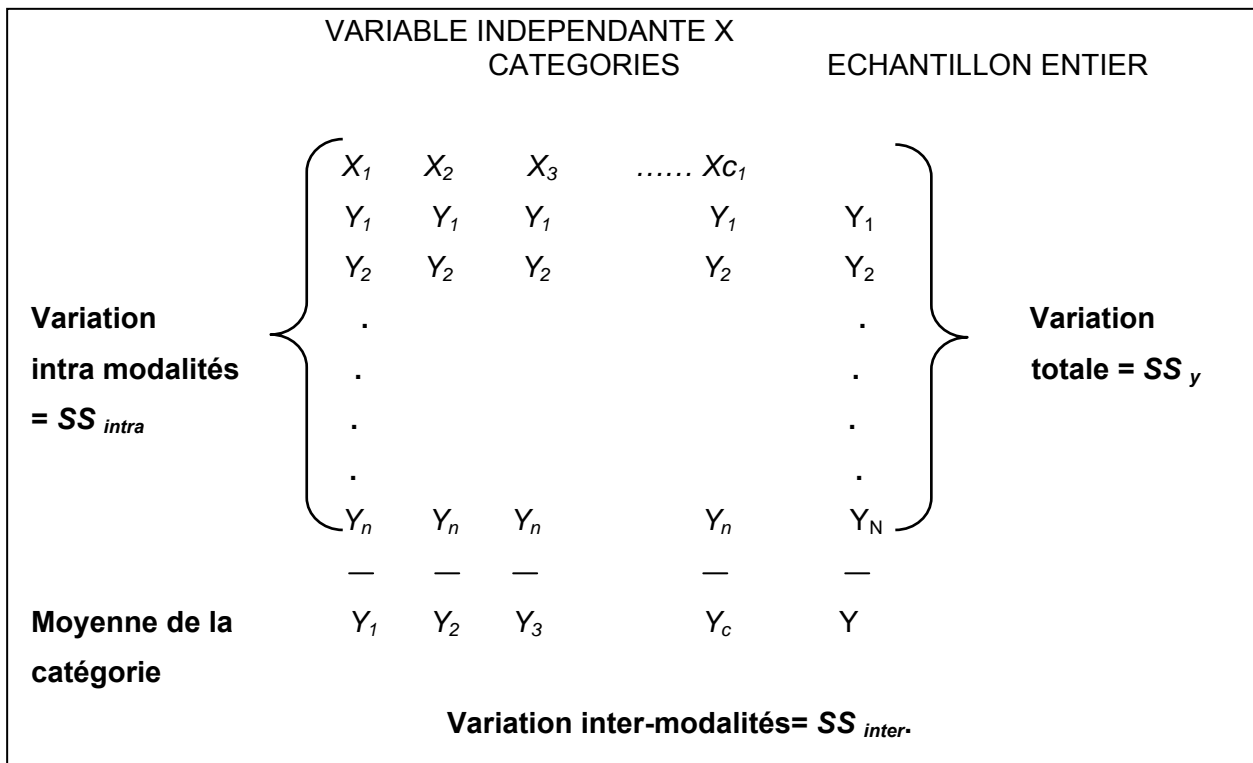 VARIABLE INDEPENDANTE X
CATEGORIES ECHANTILLON ENTIER
X₁ X₂ X₃ …… Xc₁
Y₁ Y₁ Y₁ Y₁ Y₁
Y₂ Y₂ Y₂ Y₂ Y₂
Variation . . Variation
intra modalités . . totale = SS y
= SS intra . .
. .
Yₙ Yₙ Yₙ Yₙ Y_N
— — — — —
Moyenne de la Y₁ Y₂ Y₃ Y_c Y
catégorie
Variation inter-modalités= SS inter.